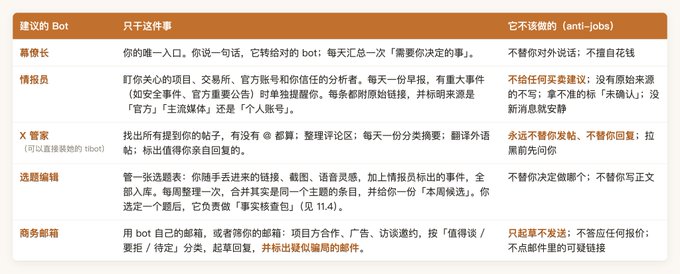 建议的 Bot
只干这件事
它不该做的（anti-jobs）
幕僚长
你的唯一入口。你说一句话，它转给对的 bot；每天汇总一次「需要你决定的事」。
不替你对外说话；不擅自花钱
情报员
盯你关心的项目、交易所、官方账号和你信任的分析者。每天一份早报，有重大事件
（如安全事件、官方重要公告）时单独提醒你。每条都附原始链接，并标明来源是
「官方」「主流媒体」还是「个人账号」。
不给任何买卖建议；没有原始来源
的不写；拿不准的标「未确认」；没
新消息就安静
X 管家
（可以直接装她的 tibot）
找出所有提到你的帖子，有没有 @ 都算；整理评论区；每天一份分类摘要；翻译外语
帖；标出值得你亲自回复的。
永远不替你发帖、不替你回复；拉
黑前先问你
选题编辑
管一张选题表：你随手丢进来的链接、截图、语音灵感，加上情报员标出的事件，全
部入库。每周整理一次，合并其实是同一个主题的条目，并给你一份「本周候选」。你
选定一个题后，它负责做「事实核查包」（见 11.4）。
不替你决定做哪个；不替你写正文
商务邮箱
用 bot 自己的邮箱，或者筛你的邮箱：项目方合作、广告、访谈邀约，按「值得谈 /
要拒 / 待定」分类，起草回复，并标出疑似骗局的邮件。
只起草不发送；不答应任何报价；
不点邮件里的可疑链接